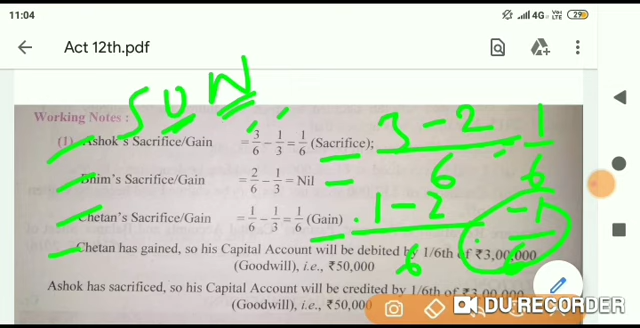 11:04
4G
Vo)
LTE
29
Act 12th.pdf
S U N
Working Notes :
(1) Ashok's Sacrifice/Gain = 3/6 − 1/3 = 1/6 (Sacrifice);
3 − 2 / 6 = 1/6
Bhim's Sacrifice/Gain = 2/6 − 1/3 = Nil
Chetan's Sacrifice/Gain = 1/6 − 1/3 = 1/6 (Gain)
1 − 2 / 6 −1/6
Chetan has gained, so his Capital Account will be debited by 1/6th of ₹3,00,000
(Goodwill), i.e., ₹50,000
Ashok has sacrificed, so his Capital Account will be credited by 1/6th of ₹3,00,000
(Goodwill), i.e., ₹50,000
DU RECORDER